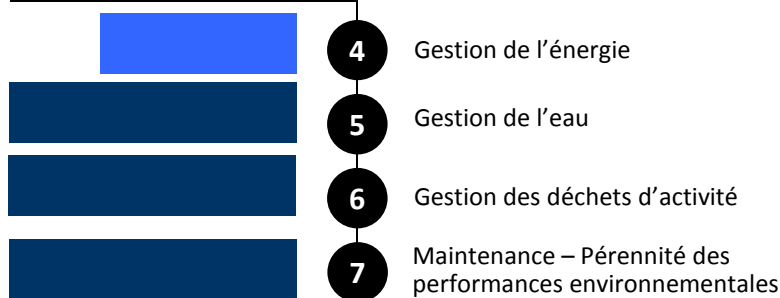 4 Gestion de l’énergie
5 Gestion de l’eau
6 Gestion des déchets d’activité
7 Maintenance – Pérennité des
performances environnementales